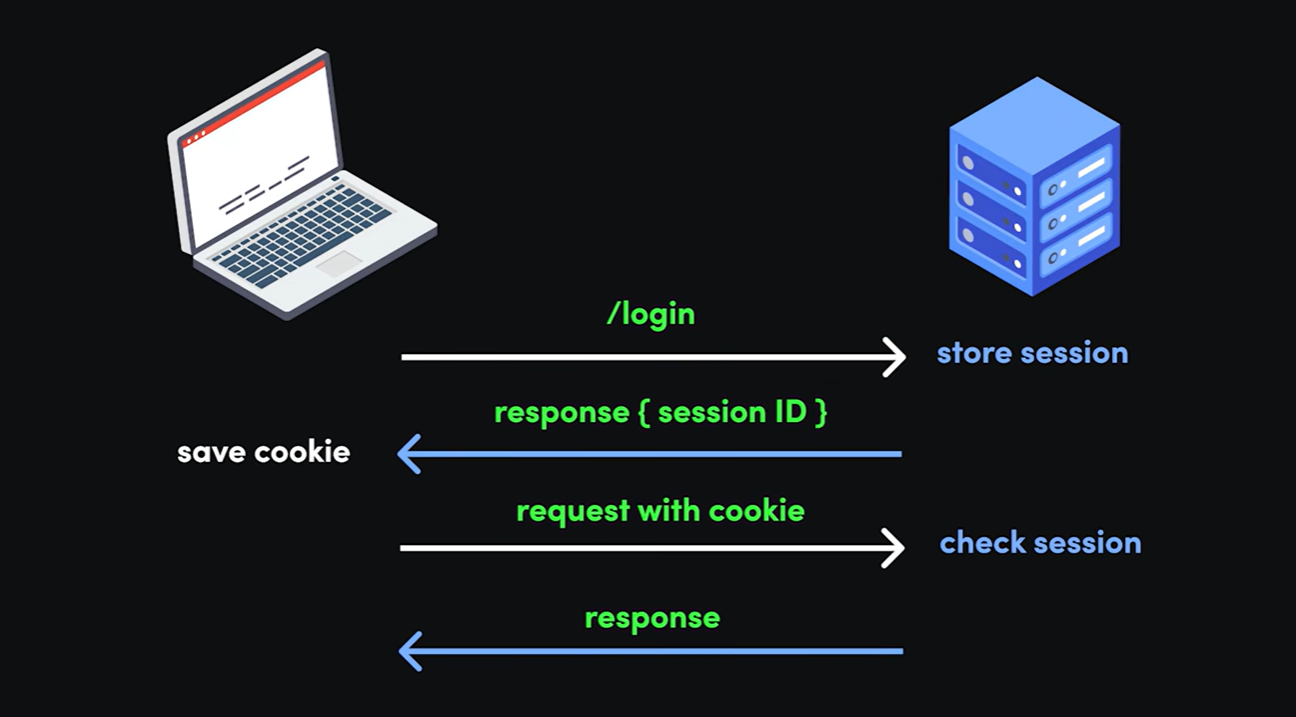 /login
store session
response { session ID }
save cookie
request with cookie
check session
response